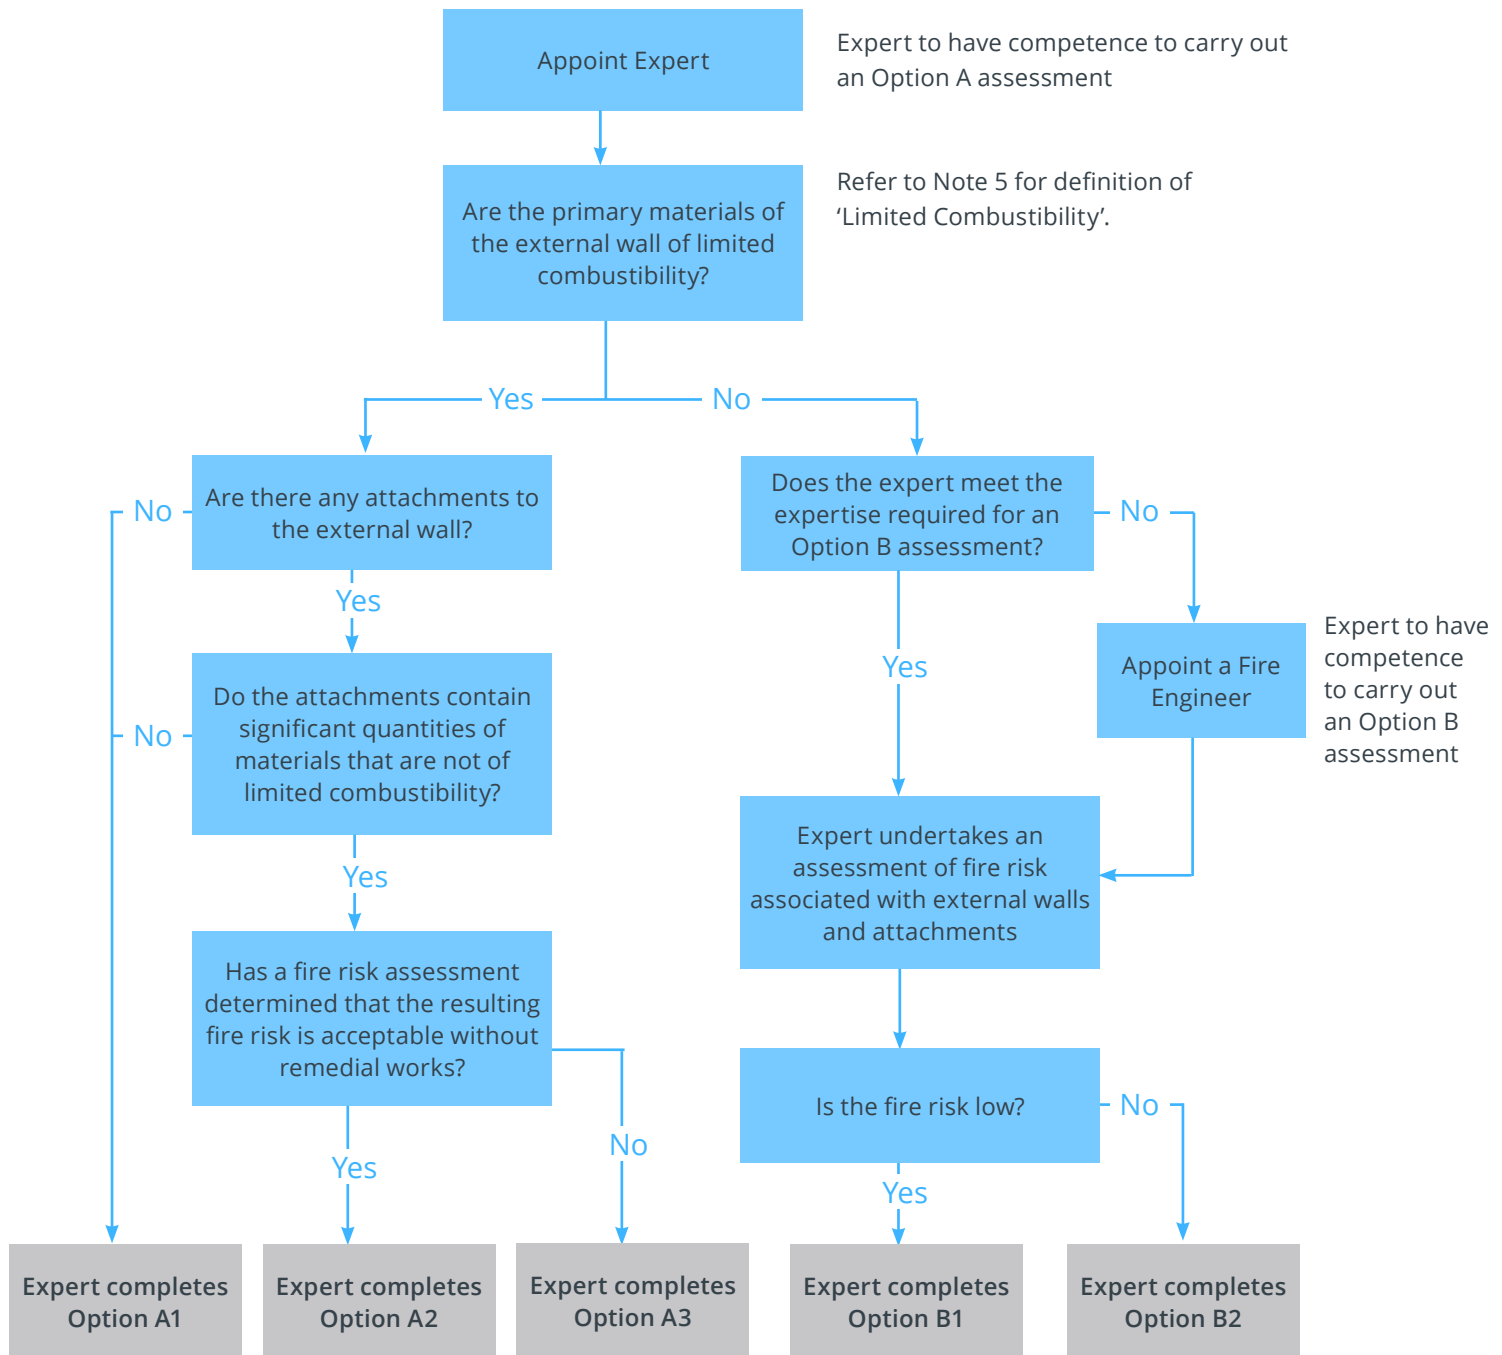 Appoint Expert
Expert to have competence to carry out
an Option A assessment
Are the primary materials of
the external wall of limited
combustibility?
Refer to Note 5 for definition of
‘Limited Combustibility’.
Yes
No
Are there any attachments to
the external wall?
No
Yes
Does the expert meet the
expertise required for an
Option B assessment?
No
Yes
Appoint a Fire
Engineer
Expert to have
competence
to carry out
an Option B
assessment
Do the attachments contain
significant quantities of
materials that are not of
limited combustibility?
No
Yes
Expert undertakes an
assessment of fire risk
associated with external walls
and attachments
Has a fire risk assessment
determined that the resulting
fire risk is acceptable without
remedial works?
Yes
No
Is the fire risk low?
No
Yes
Expert completes
Option A1
Expert completes
Option A2
Expert completes
Option A3
Expert completes
Option B1
Expert completes
Option B2